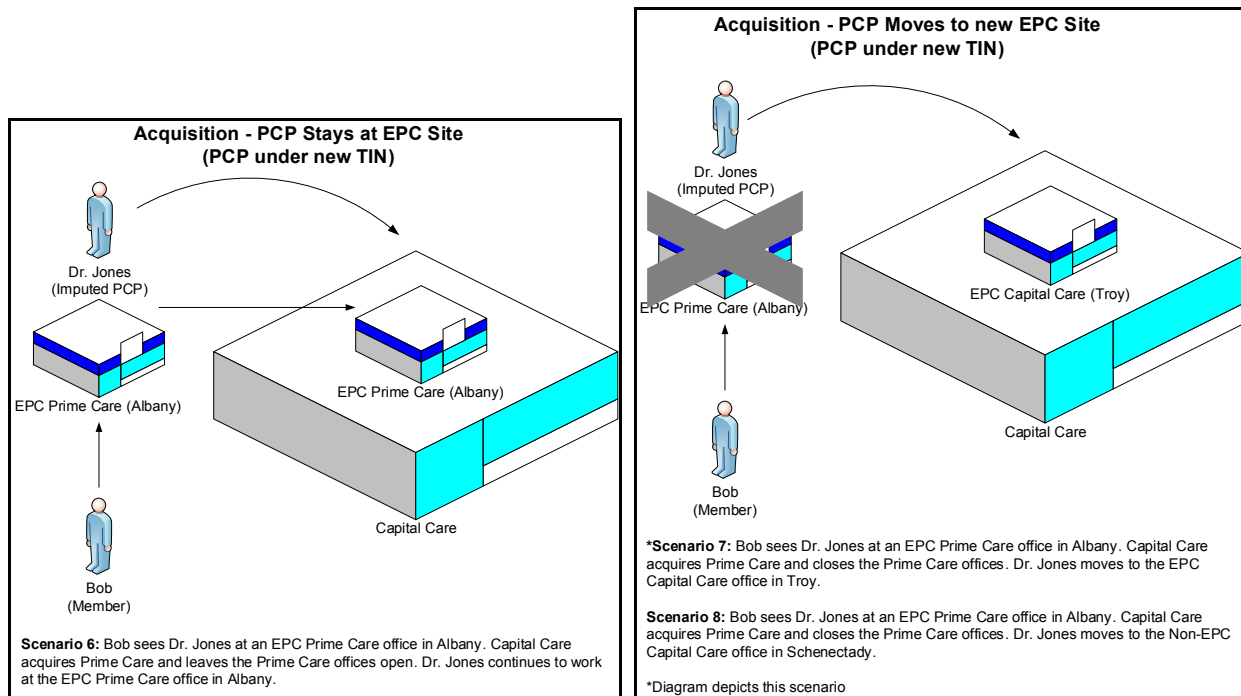 Acquisition - PCP Stays at EPC Site
(PCP under new TIN)
Dr. Jones
(Imputed PCP)
EPC Prime Care (Albany)
EPC Prime Care (Albany)
Capital Care
Bob
(Member)
Scenario 6: Bob sees Dr. Jones at an EPC Prime Care office in Albany. Capital Care
acquires Prime Care and leaves the Prime Care offices open. Dr. Jones continues to work
at the EPC Prime Care office in Albany.
Acquisition - PCP Moves to new EPC Site
(PCP under new TIN)
Dr. Jones
(Imputed PCP)
EPC Prime Care (Albany)
EPC Capital Care (Troy)
Capital Care
Bob
(Member)
*Scenario 7: Bob sees Dr. Jones at an EPC Prime Care office in Albany. Capital Care
acquires Prime Care and closes the Prime Care offices. Dr. Jones moves to the EPC
Capital Care office in Troy.
Scenario 8: Bob sees Dr. Jones at an EPC Prime Care office in Albany. Capital Care
acquires Prime Care and closes the Prime Care offices. Dr. Jones moves to the Non-EPC
Capital Care office in Schenectady.
*Diagram depicts this scenario